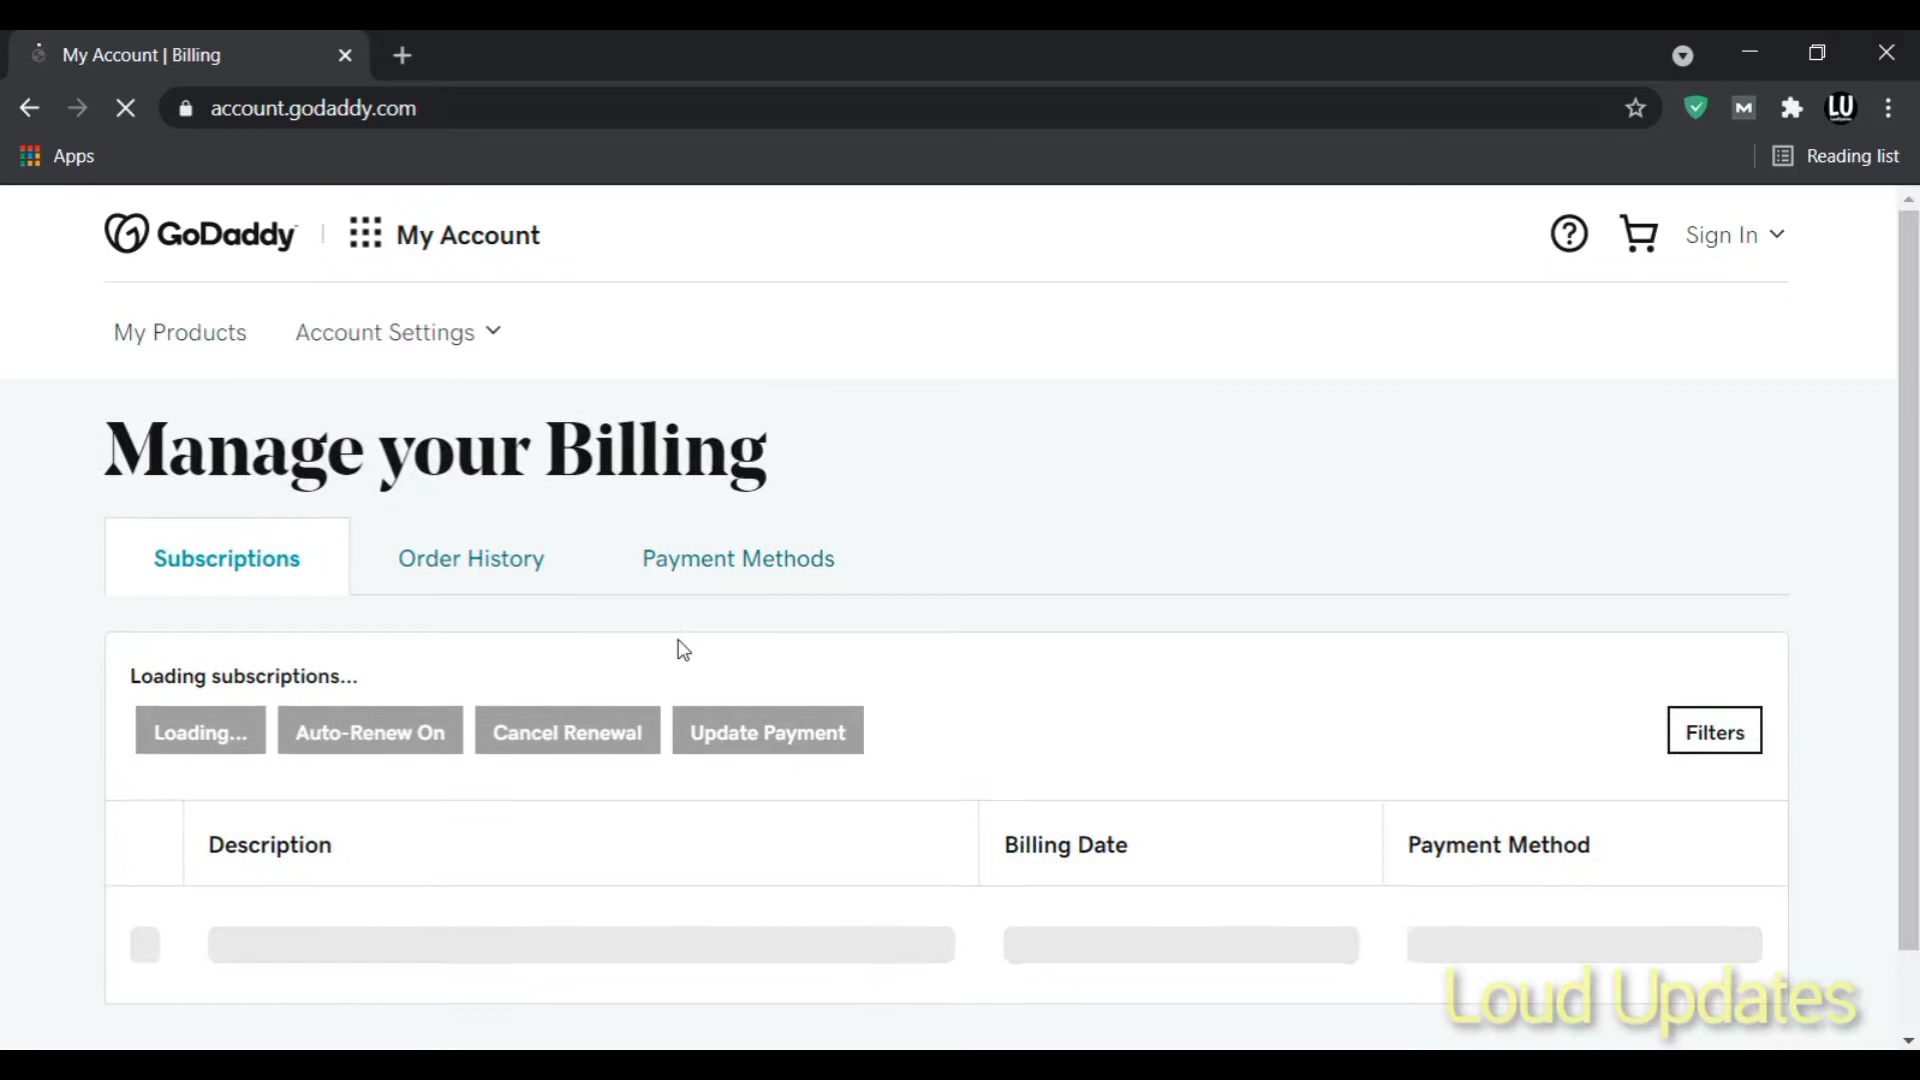 My Account | Billing
account.godaddy.com
LU
Apps
Reading list
GoDaddy
My Account
Sign In
My Products
Account Settings
Manage your Billing
Subscriptions
Order History
Payment Methods
Loading subscriptions...
Loading...
Auto-Renew On
Cancel Renewal
Update Payment
Filters
Description
Billing Date
Payment Method
Loud Updates